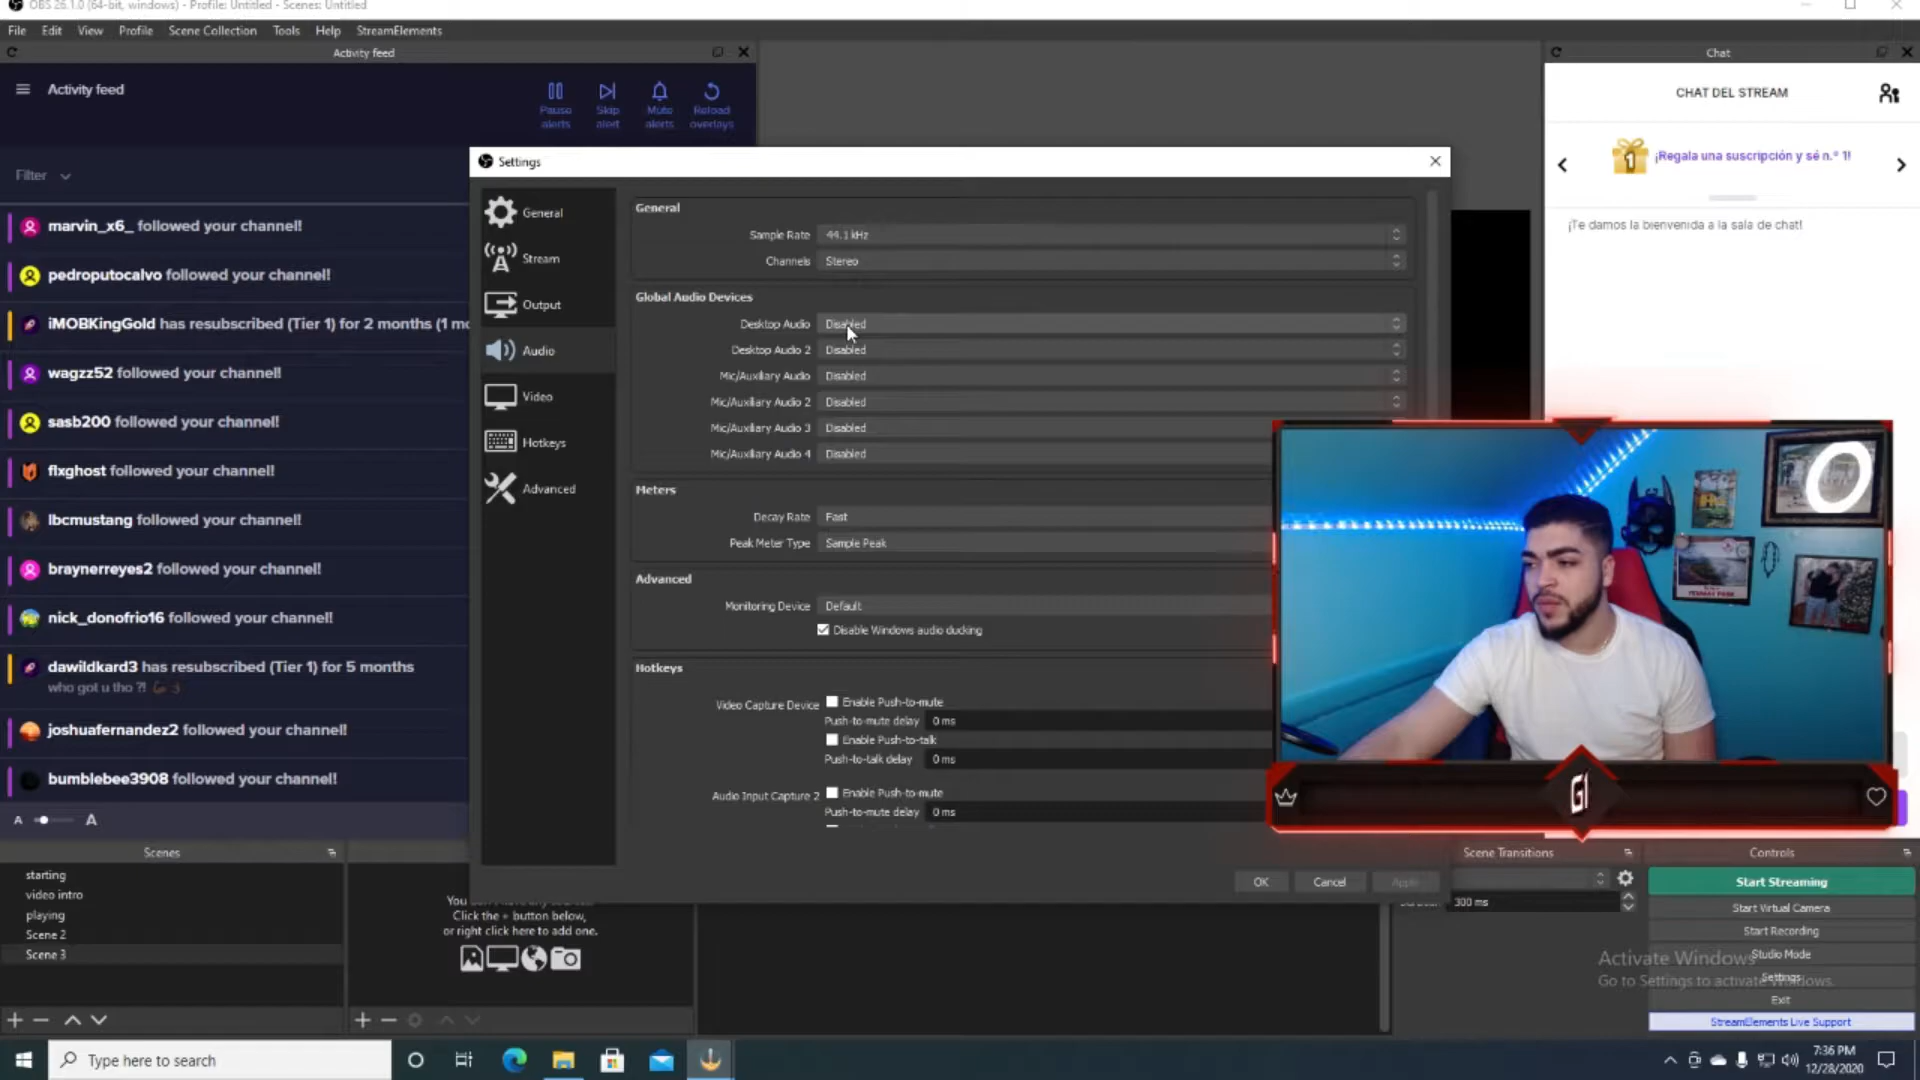 OBS 26.1.0 (64-bit, windows) - Profile: Untitled - Scenes: Untitled
File Edit View Profile Scene Collection Tools Help StreamElements
Activity feed
Chat
Activity feed
Pause alerts
Skip alert
Mute alerts
Reload overlays
CHAT DEL STREAM
1
¡Regala una suscripción y sé n.º 1!
¡Te damos la bienvenida a la sala de chat!
Filter
marvin_x6_ followed your channel!
pedroputocalvo followed your channel!
iMOBKingGold has resubscribed (Tier 1) for 2 months (1 mo
wagzz52 followed your channel!
sasb200 followed your channel!
flxghost followed your channel!
lbcmustang followed your channel!
braynerreyes2 followed your channel!
nick_donofrio16 followed your channel!
dawildkard3 has resubscribed (Tier 1) for 5 months
who got u tho ?!
joshuafernandez2 followed your channel!
bumblebee3908 followed your channel!
A A
Settings
General
Stream
Output
Audio
Video
Hotkeys
Advanced
General
Sample Rate 44.1 kHz
Channels Stereo
Global Audio Devices
Desktop Audio Disabled
Desktop Audio 2 Disabled
Mic/Auxiliary Audio Disabled
Mic/Auxiliary Audio 2 Disabled
Mic/Auxiliary Audio 3 Disabled
Mic/Auxiliary Audio 4 Disabled
Meters
Decay Rate Fast
Peak Meter Type Sample Peak
Advanced
Monitoring Device Default
Disable Windows audio ducking
Hotkeys
Video Capture Device Enable Push-to-mute
Push-to-mute delay 0 ms
Enable Push-to-talk
Push-to-talk delay 0 ms
Audio Input Capture 2 Enable Push-to-mute
Push-to-mute delay 0 ms
OK Cancel Apply
GI
Scenes
starting
video intro
playing
Scene 2
Scene 3
Click the + button below,
or right click here to add one.
Scene Transitions
300 ms
Controls
Start Streaming
Start Virtual Camera
Start Recording
Studio Mode
Settings
Exit
StreamElements Live Support
Activate Windows
Go to Settings to activate Windows.
Type here to search
7:36 PM
12/28/2020